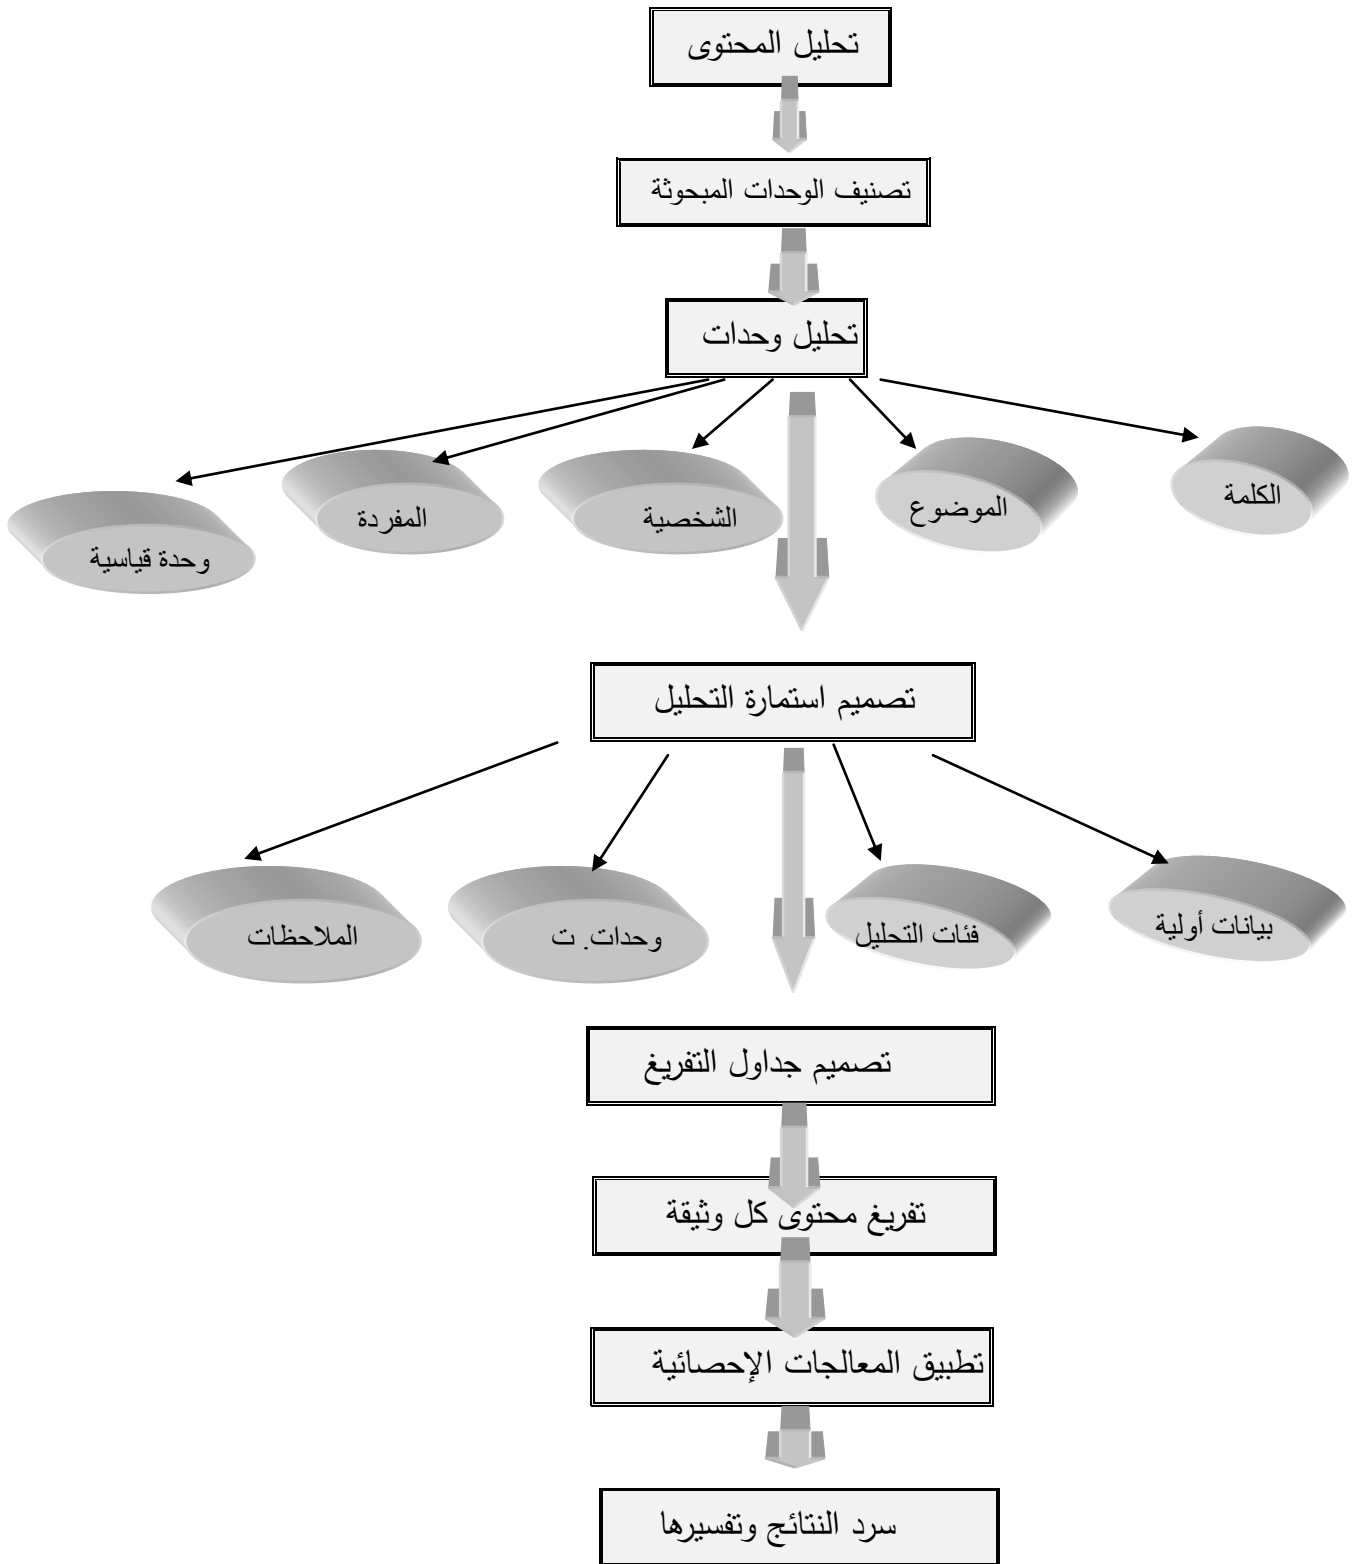 تحليل المحتوى
تصنيف الوحدات المبحوثة
تحليل وحدات
الكلمة
الموضوع
الشخصية
المفردة
وحدة قياسية
تصميم استمارة التحليل
بيانات أولية
فئات التحليل
وحدات. ت
الملاحظات
تصميم جداول التفريغ
تفريغ محتوى كل وثيقة
تطبيق المعالجات الإحصائية
سرد النتائج وتفسيرها